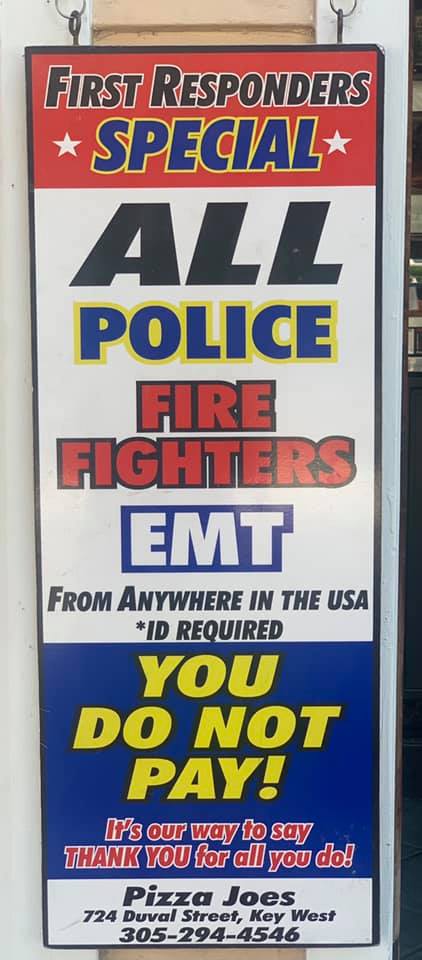 FIRST RESPONDERS
SPECIAL
ALL
POLICE
FIRE
FIGHTERS
EMT
FROM ANYWHERE IN THE USA
*ID REQUIRED
YOU
DO NOT
PAY!
It's our way to say
THANK YOU for all you do!
Pizza Joes
724 Duval Street, Key West
305-294-4546